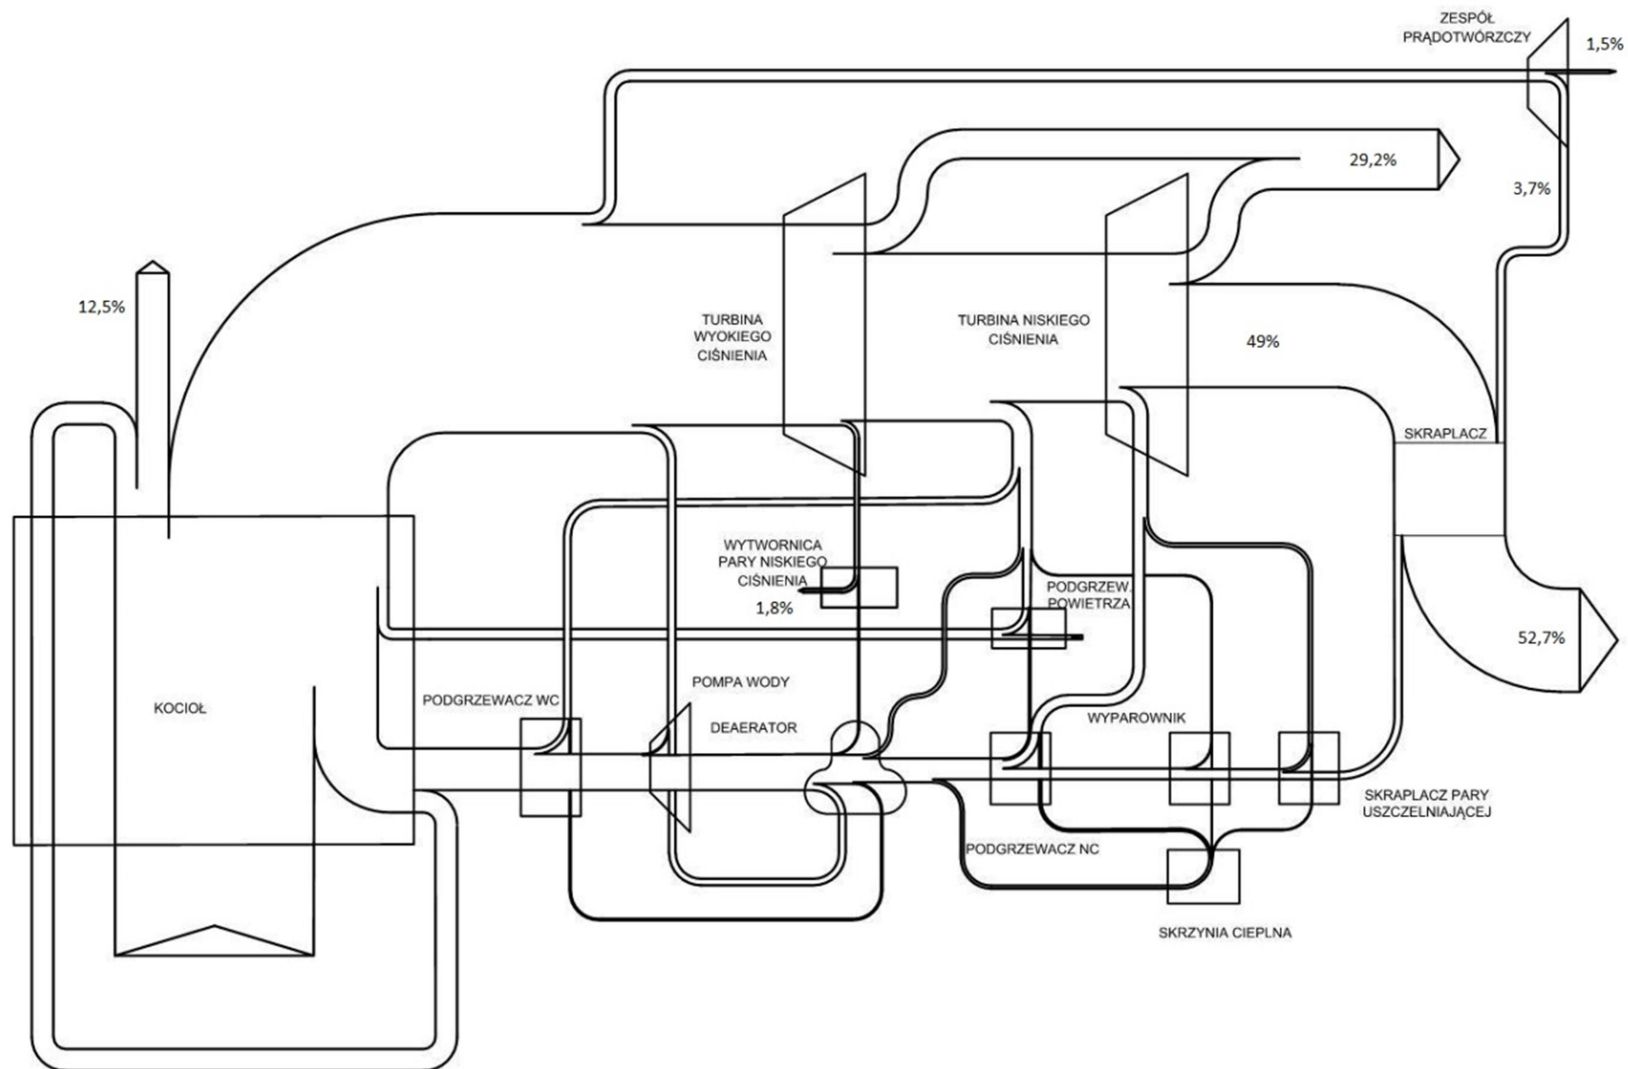 ZESPÓŁ
PRĄDOTWÓRZCZY
1,5%
29,2%
3,7%
12,5%
TURBINA
WYOKIEGO
CIŚNIENIA
TURBINA NISKIEGO
CIŚNIENIA
49%
SKRAPLACZ
WYTWORNICA
PARY NISKIEGO
CIŚNIENIA
1,8%
PODGRZEW.
POWIETRZA
52,7%
KOCIOŁ
PODGRZEWACZ WC
POMPA WODY
DEAERATOR
WYPAROWNIK
SKRAPLACZ PARY
USZCZELNIAJĄCEJ
PODGRZEWACZ NC
SKRZYNIA CIEPLNA